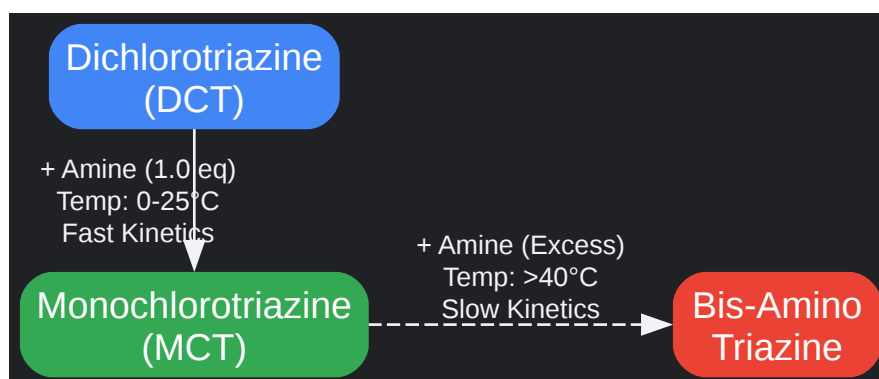 Dichlorotriazine
(DCT)
+ Amine (1.0 eq)
Temp: 0-25°C
Fast Kinetics
+ Amine (Excess)
Temp: >40°C
Slow Kinetics
Monochlorotriazine
(MCT)
Bis-Amino
Triazine